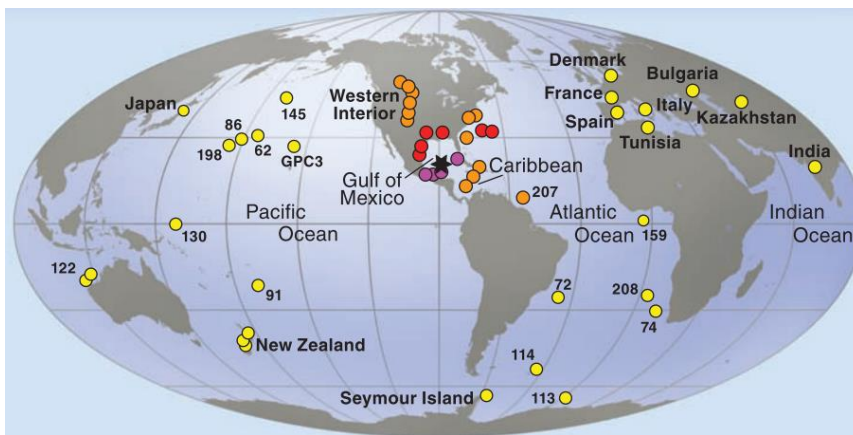 Denmark
Bulgaria
France
Western
Interior
Japan
145
Italy
Kazakhstan
Spain
86
Tunisia
62
198
GPC3
India
Caribbean
Gulf of
Mexico
207
Pacific
Ocean
Atlantic
Ocean
Indian
Ocean
130
159
122
91
72
208
74
New Zealand
114
Seymour Island
113